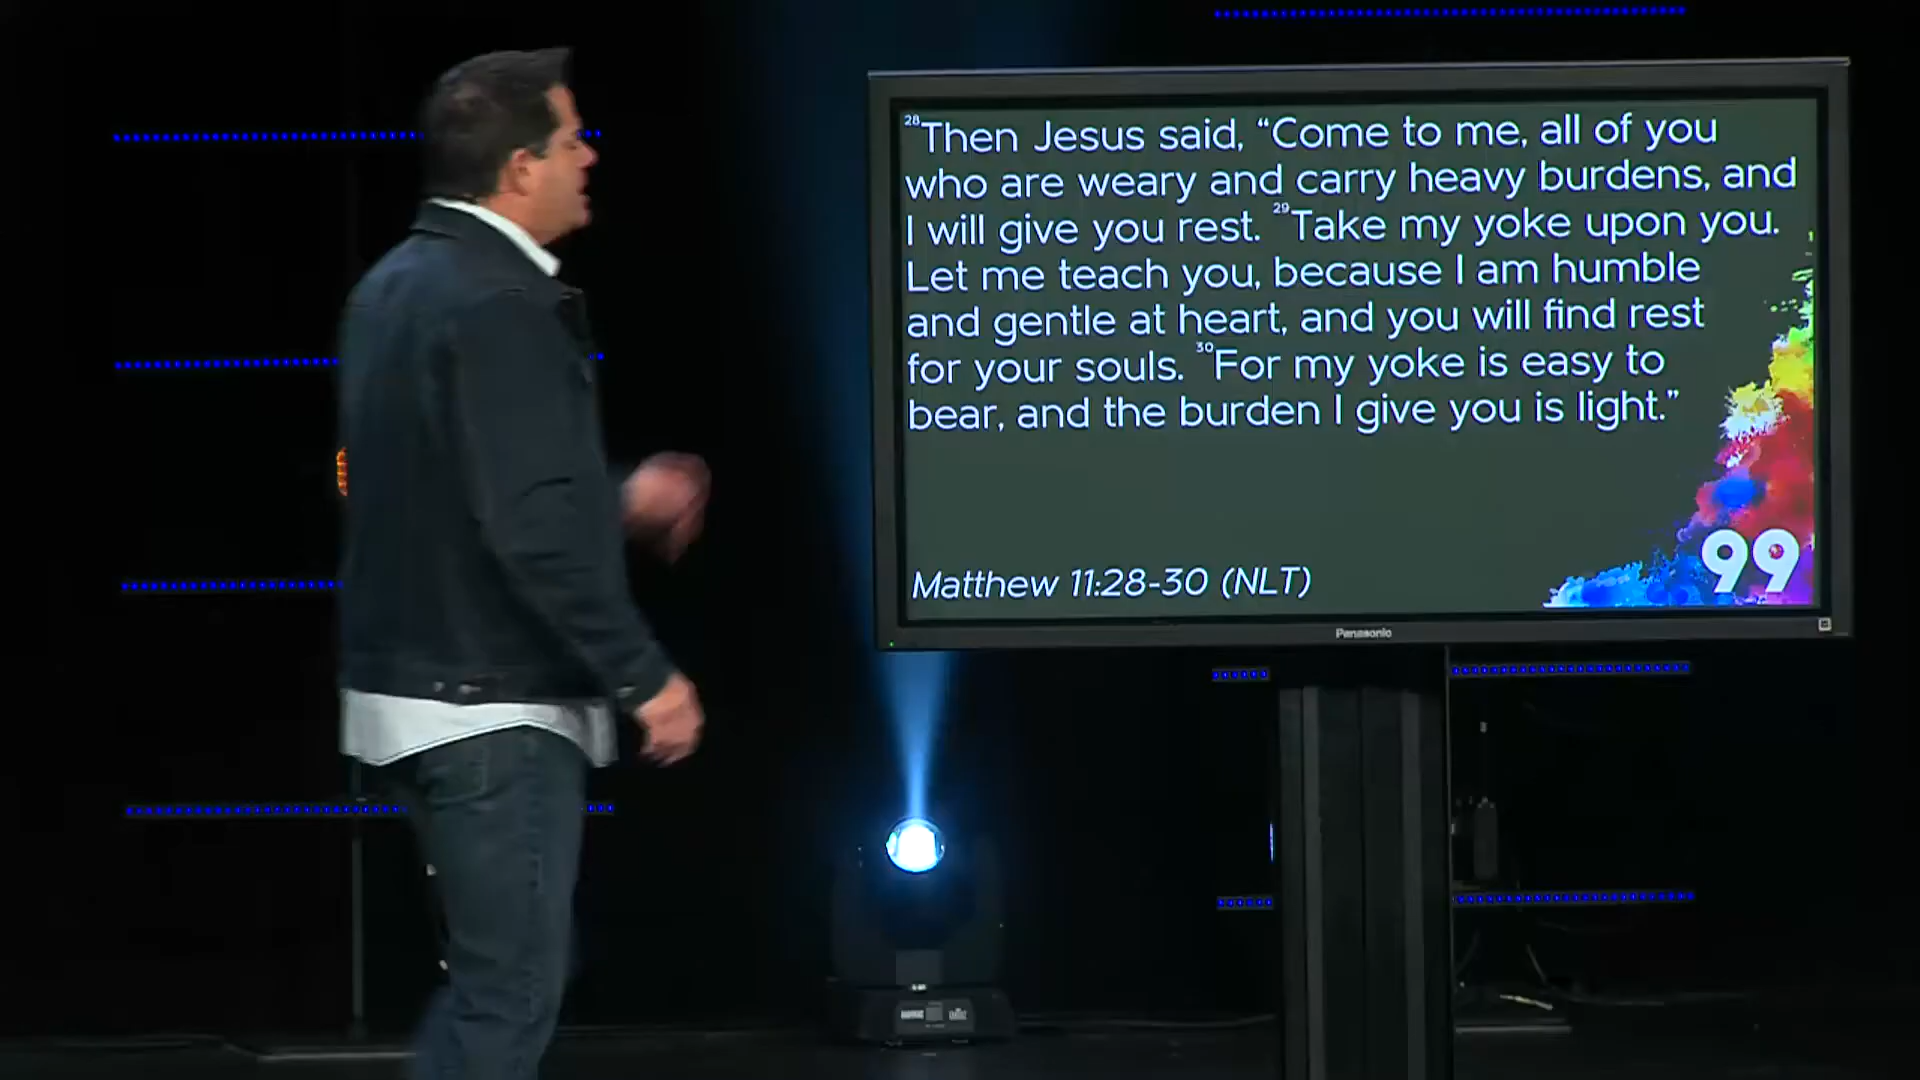 ²⁸Then Jesus said, “Come to me, all of you
who are weary and carry heavy burdens, and
I will give you rest. ²⁹Take my yoke upon you.
Let me teach you, because I am humble
and gentle at heart, and you will find rest
for your souls. ³⁰For my yoke is easy to
bear, and the burden I give you is light.”
Matthew 11:28-30 (NLT)
99
Panasonic